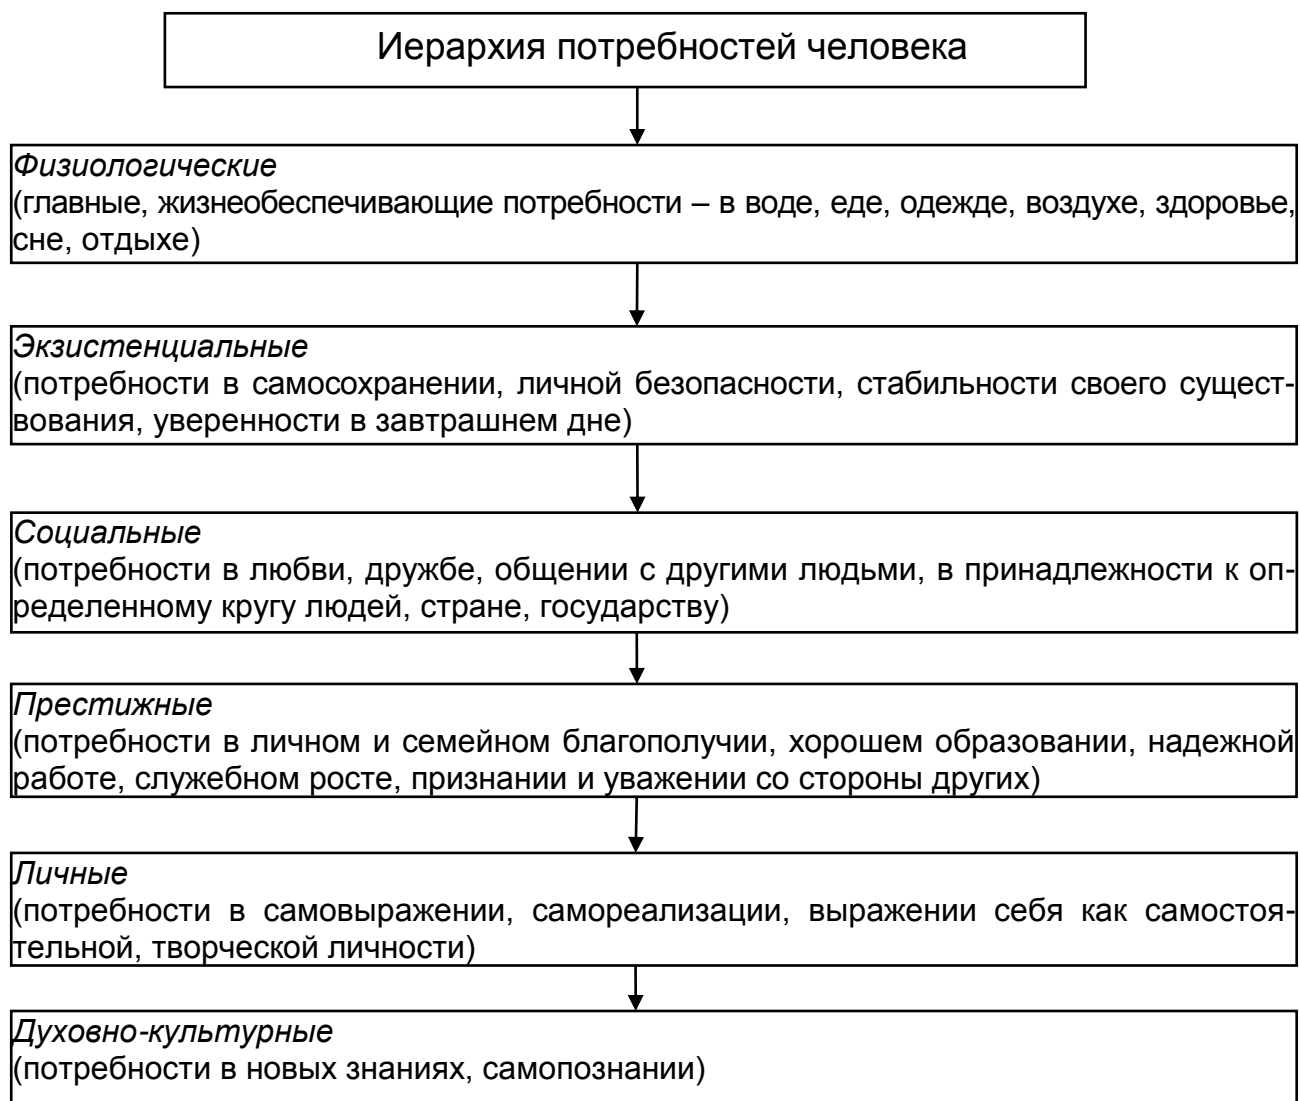 Иерархия потребностей человека
Физиологические
(главные, жизнеобеспечивающие потребности – в воде, еде, одежде, воздухе, здоровье,
сне, отдыхе)
Экзистенциальные
(потребности в самосохранении, личной безопасности, стабильности своего сущест-
вования, уверенности в завтрашнем дне)
Социальные
(потребности в любви, дружбе, общении с другими людьми, в принадлежности к оп-
ределенному кругу людей, стране, государству)
Престижные
(потребности в личном и семейном благополучии, хорошем образовании, надежной
работе, служебном росте, признании и уважении со стороны других)
Личные
(потребности в самовыражении, самореализации, выражении себя как самостоя-
тельной, творческой личности)
Духовно-культурные
(потребности в новых знаниях, самопознании)